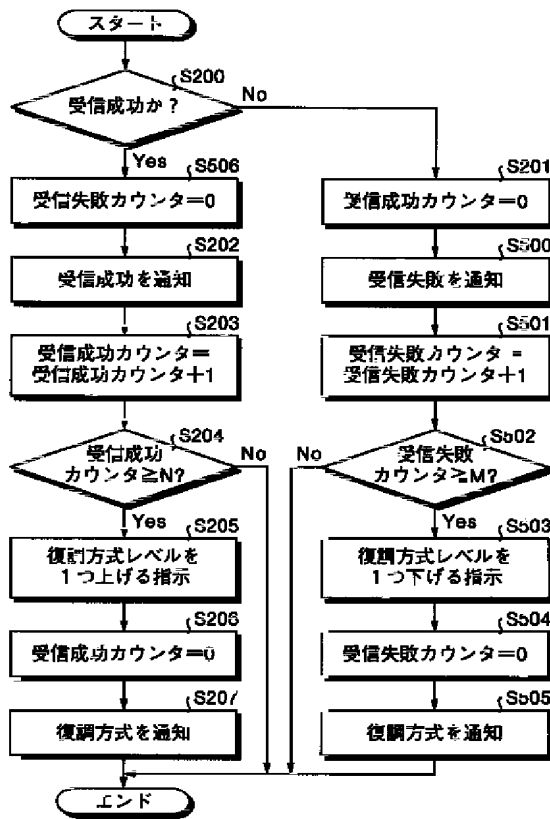 スタート
S200
受信成功か？
No
Yes
S506
受信失敗カウンタ=0
S202
受信成功を通知
S203
受信成功カウンタ=
受信成功カウンタ+1
S204
受信成功
カウンタ≧N?
No
Yes
S205
復調方式レベルを
1つ上げる指示
S206
受信成功カウンタ=0
S207
復調方式を通知
エンド
S201
受信成功カウンタ=0
S500
受信失敗を通知
S501
受信失敗カウンタ=
受信失敗カウンタ+1
S502
受信失敗
カウンタ≧M?
No
Yes
S503
復調方式レベルを
1つ下げる指示
S504
受信失敗カウンタ=0
S505
復調方式を通知